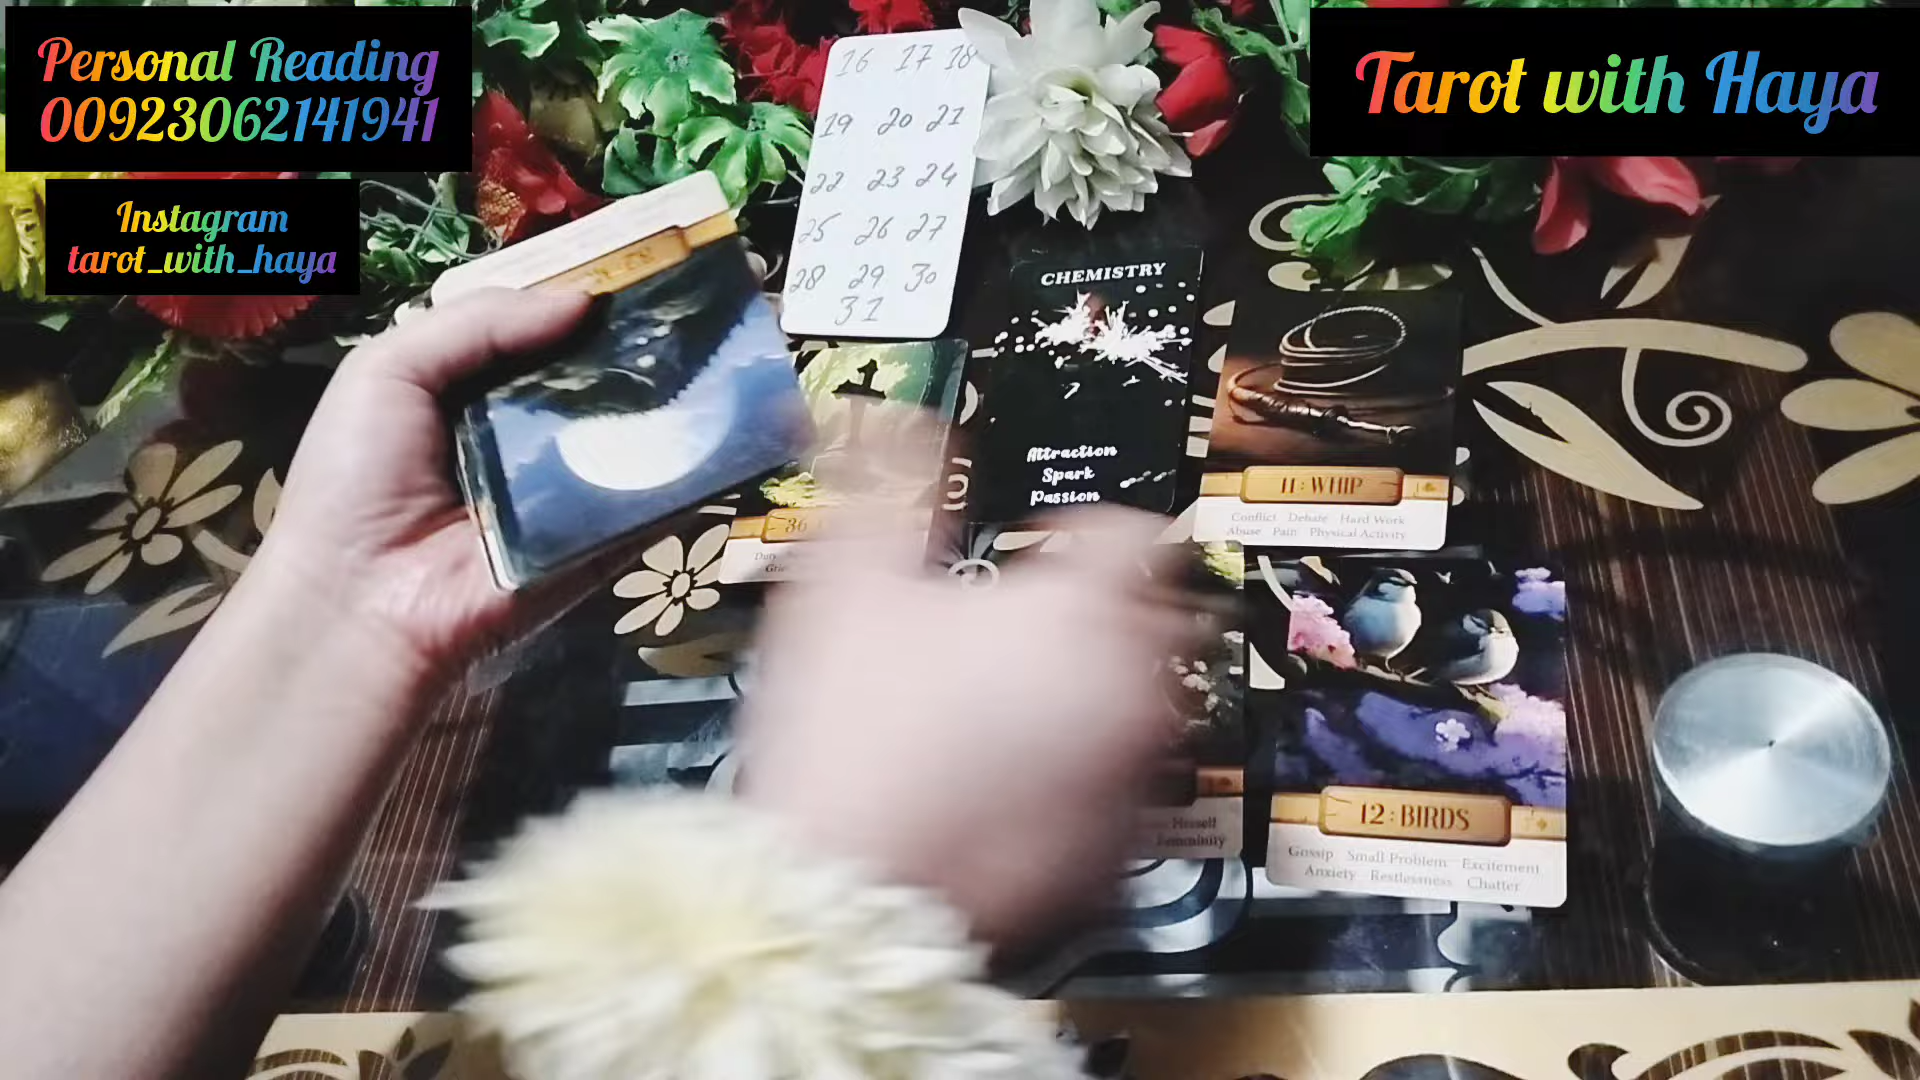 Personal Reading
00923062141941
Instagram
tarot_with_haya
Tarot with Haya
16 17 18
19 20 21
22 23 24
25 26 27
28 29 30
31
CHEMISTRY
Attraction
Spark
Passion
11: WHIP
Conflict Debate Hard Work
Abuse Pain Physical Activity
36
12: BIRDS
Gossip Small Problem Excitement
Anxiety Restlessness Chatter
Femininity